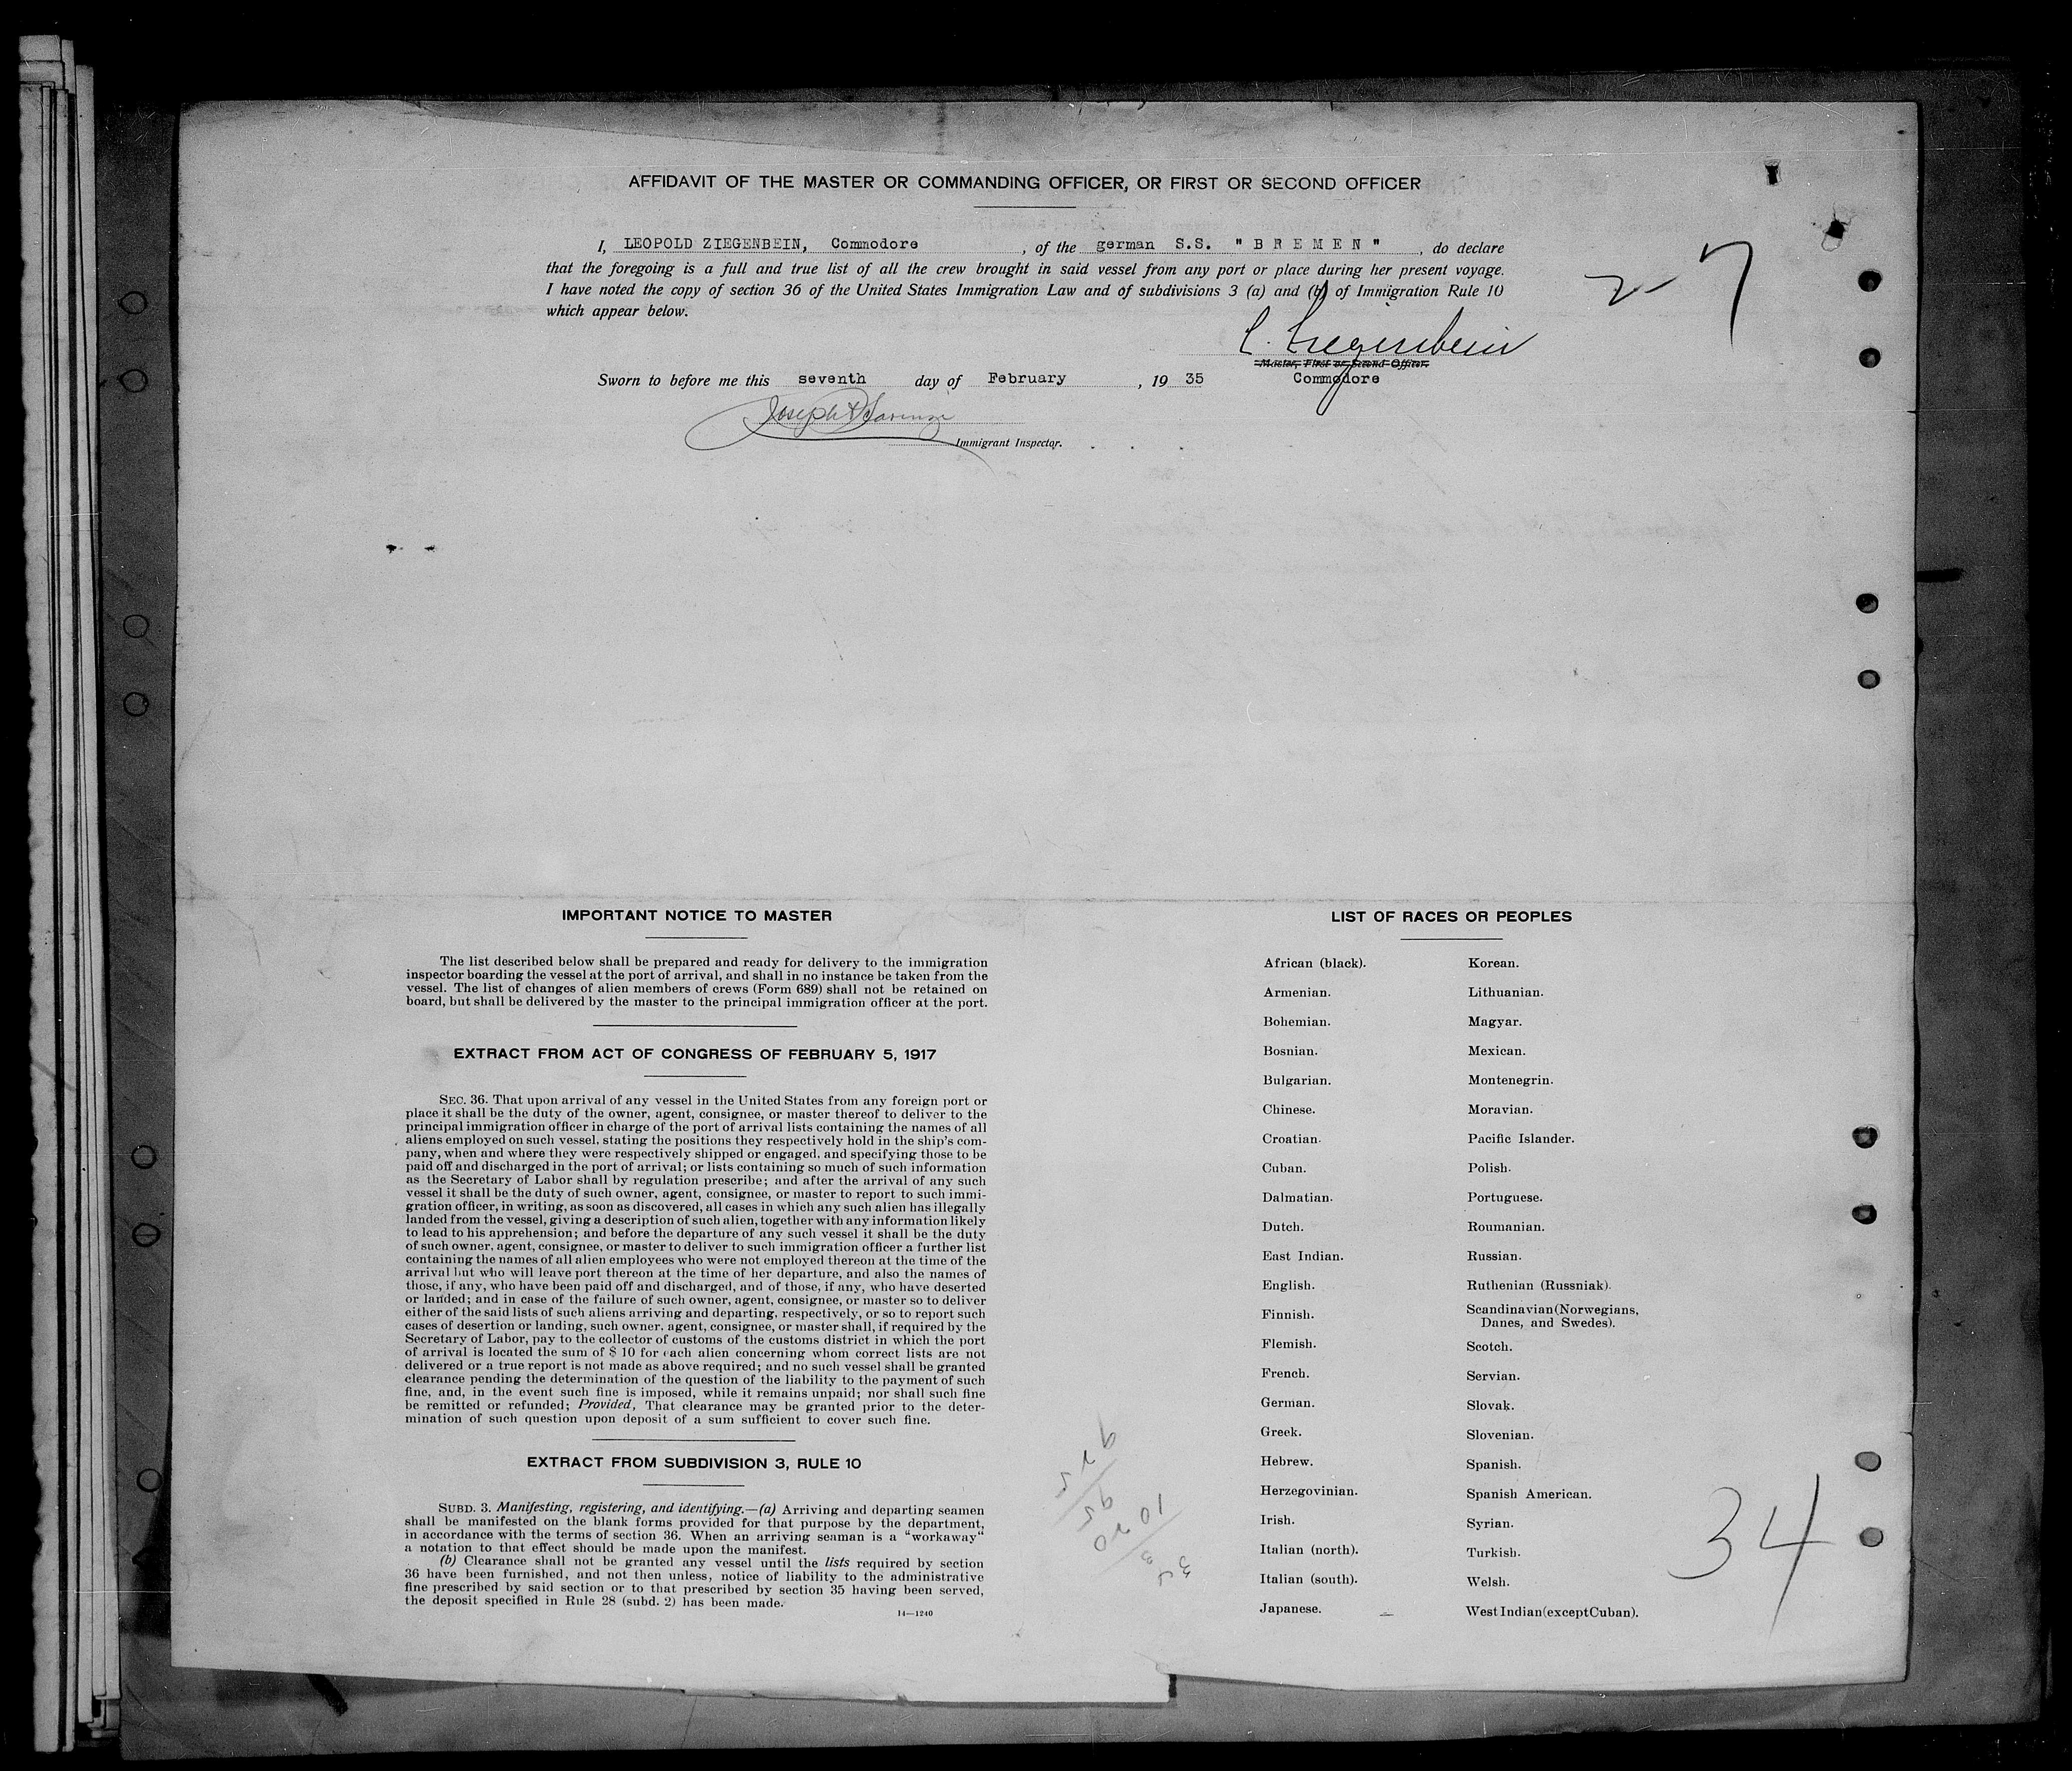 AFFIDAVIT OF THE MASTER OR COMMANDING OFFICER, OR FIRST OR SECOND OFFICER
I, LEOPOLD ZIEGENBEIN, Commodore, of the german S.S. " B R E M E N ", do declare
that the foregoing is a full and true list of all the crew brought in said vessel from any port or place during her present voyage.
I have noted the copy of section 36 of the United States Immigration Law and of subdivisions 3 (a) and (b) of Immigration Rule 10
which appear below.
2-7
L. Ziegenbein
Master, First or Second Officer.
Sworn to before me this seventh day of February, 19 35
Commodore
Joseph
Immigrant Inspector.
IMPORTANT NOTICE TO MASTER
The list described below shall be prepared and ready for delivery to the immigration
inspector boarding the vessel at the port of arrival, and shall in no instance be taken from the
vessel. The list of changes of alien members of crews (Form 689) shall not be retained on
board, but shall be delivered by the master to the principal immigration officer at the port.
EXTRACT FROM ACT OF CONGRESS OF FEBRUARY 5, 1917
SEC. 36. That upon arrival of any vessel in the United States from any foreign port or
place it shall be the duty of the owner, agent, consignee, or master thereof to deliver to the
principal immigration officer in charge of the port of arrival lists containing the names of all
aliens employed on such vessel, stating the positions they respectively hold in the ship's com-
pany, when and where they were respectively shipped or engaged, and specifying those to be
paid off and discharged in the port of arrival; or lists containing so much of such information
as the Secretary of Labor shall by regulation prescribe; and after the arrival of any such
vessel it shall be the duty of such owner, agent, consignee, or master to report to such immi-
gration officer, in writing, as soon as discovered, all cases in which any such alien has illegally
landed from the vessel, giving a description of such alien, together with any information likely
to lead to his apprehension; and before the departure of any such vessel it shall be the duty
of such owner, agent, consignee, or master to deliver to such immigration officer a further list
containing the names of all alien employees who were not employed thereon at the time of the
arrival but who will leave port thereon at the time of her departure, and also the names of
those, if any, who have been paid off and discharged, and of those, if any, who have deserted
or landed; and in case of the failure of such owner, agent, consignee, or master so to deliver
either of the said lists of such aliens arriving and departing, respectively, or so to report such
cases of desertion or landing, such owner, agent, consignee, or master shall, if required by the
Secretary of Labor, pay to the collector of customs of the customs district in which the port
of arrival is located the sum of $ 10 for each alien concerning whom correct lists are not
delivered or a true report is not made as above required; and no such vessel shall be granted
clearance pending the determination of the question of the liability to the payment of such
fine, and, in the event such fine is imposed, while it remains unpaid; nor shall such fine
be remitted or refunded; Provided, That clearance may be granted prior to the deter-
mination of such question upon deposit of a sum sufficient to cover such fine.
EXTRACT FROM SUBDIVISION 3, RULE 10
SUBD. 3. Manifesting, registering, and identifying.—(a) Arriving and departing seamen
shall be manifested on the blank forms provided for that purpose by the department,
in accordance with the terms of section 36. When an arriving seaman is a "workaway"
a notation to that effect should be made upon the manifest.
(b) Clearance shall not be granted any vessel until the lists required by section
36 have been furnished, and not then unless, notice of liability to the administrative
fine prescribed by said section or to that prescribed by section 35 having been served,
the deposit specified in Rule 28 (subd. 2) has been made.
14—1240
925
95
1020
3
LIST OF RACES OR PEOPLES
African (black).
Armenian.
Bohemian.
Bosnian.
Bulgarian.
Chinese.
Croatian.
Cuban.
Dalmatian.
Dutch.
East Indian.
English.
Finnish.
Flemish.
French.
German.
Greek.
Hebrew.
Herzegovinian.
Irish.
Italian (north).
Italian (south).
Japanese.
Korean.
Lithuanian.
Magyar.
Mexican.
Montenegrin.
Moravian.
Pacific Islander.
Polish.
Portuguese.
Roumanian.
Russian.
Ruthenian (Russniak).
Scandinavian (Norwegians,
Danes, and Swedes).
Scotch.
Servian.
Slovak.
Slovenian.
Spanish.
Spanish American.
Syrian.
Turkish.
Welsh.
West Indian (except Cuban).
34